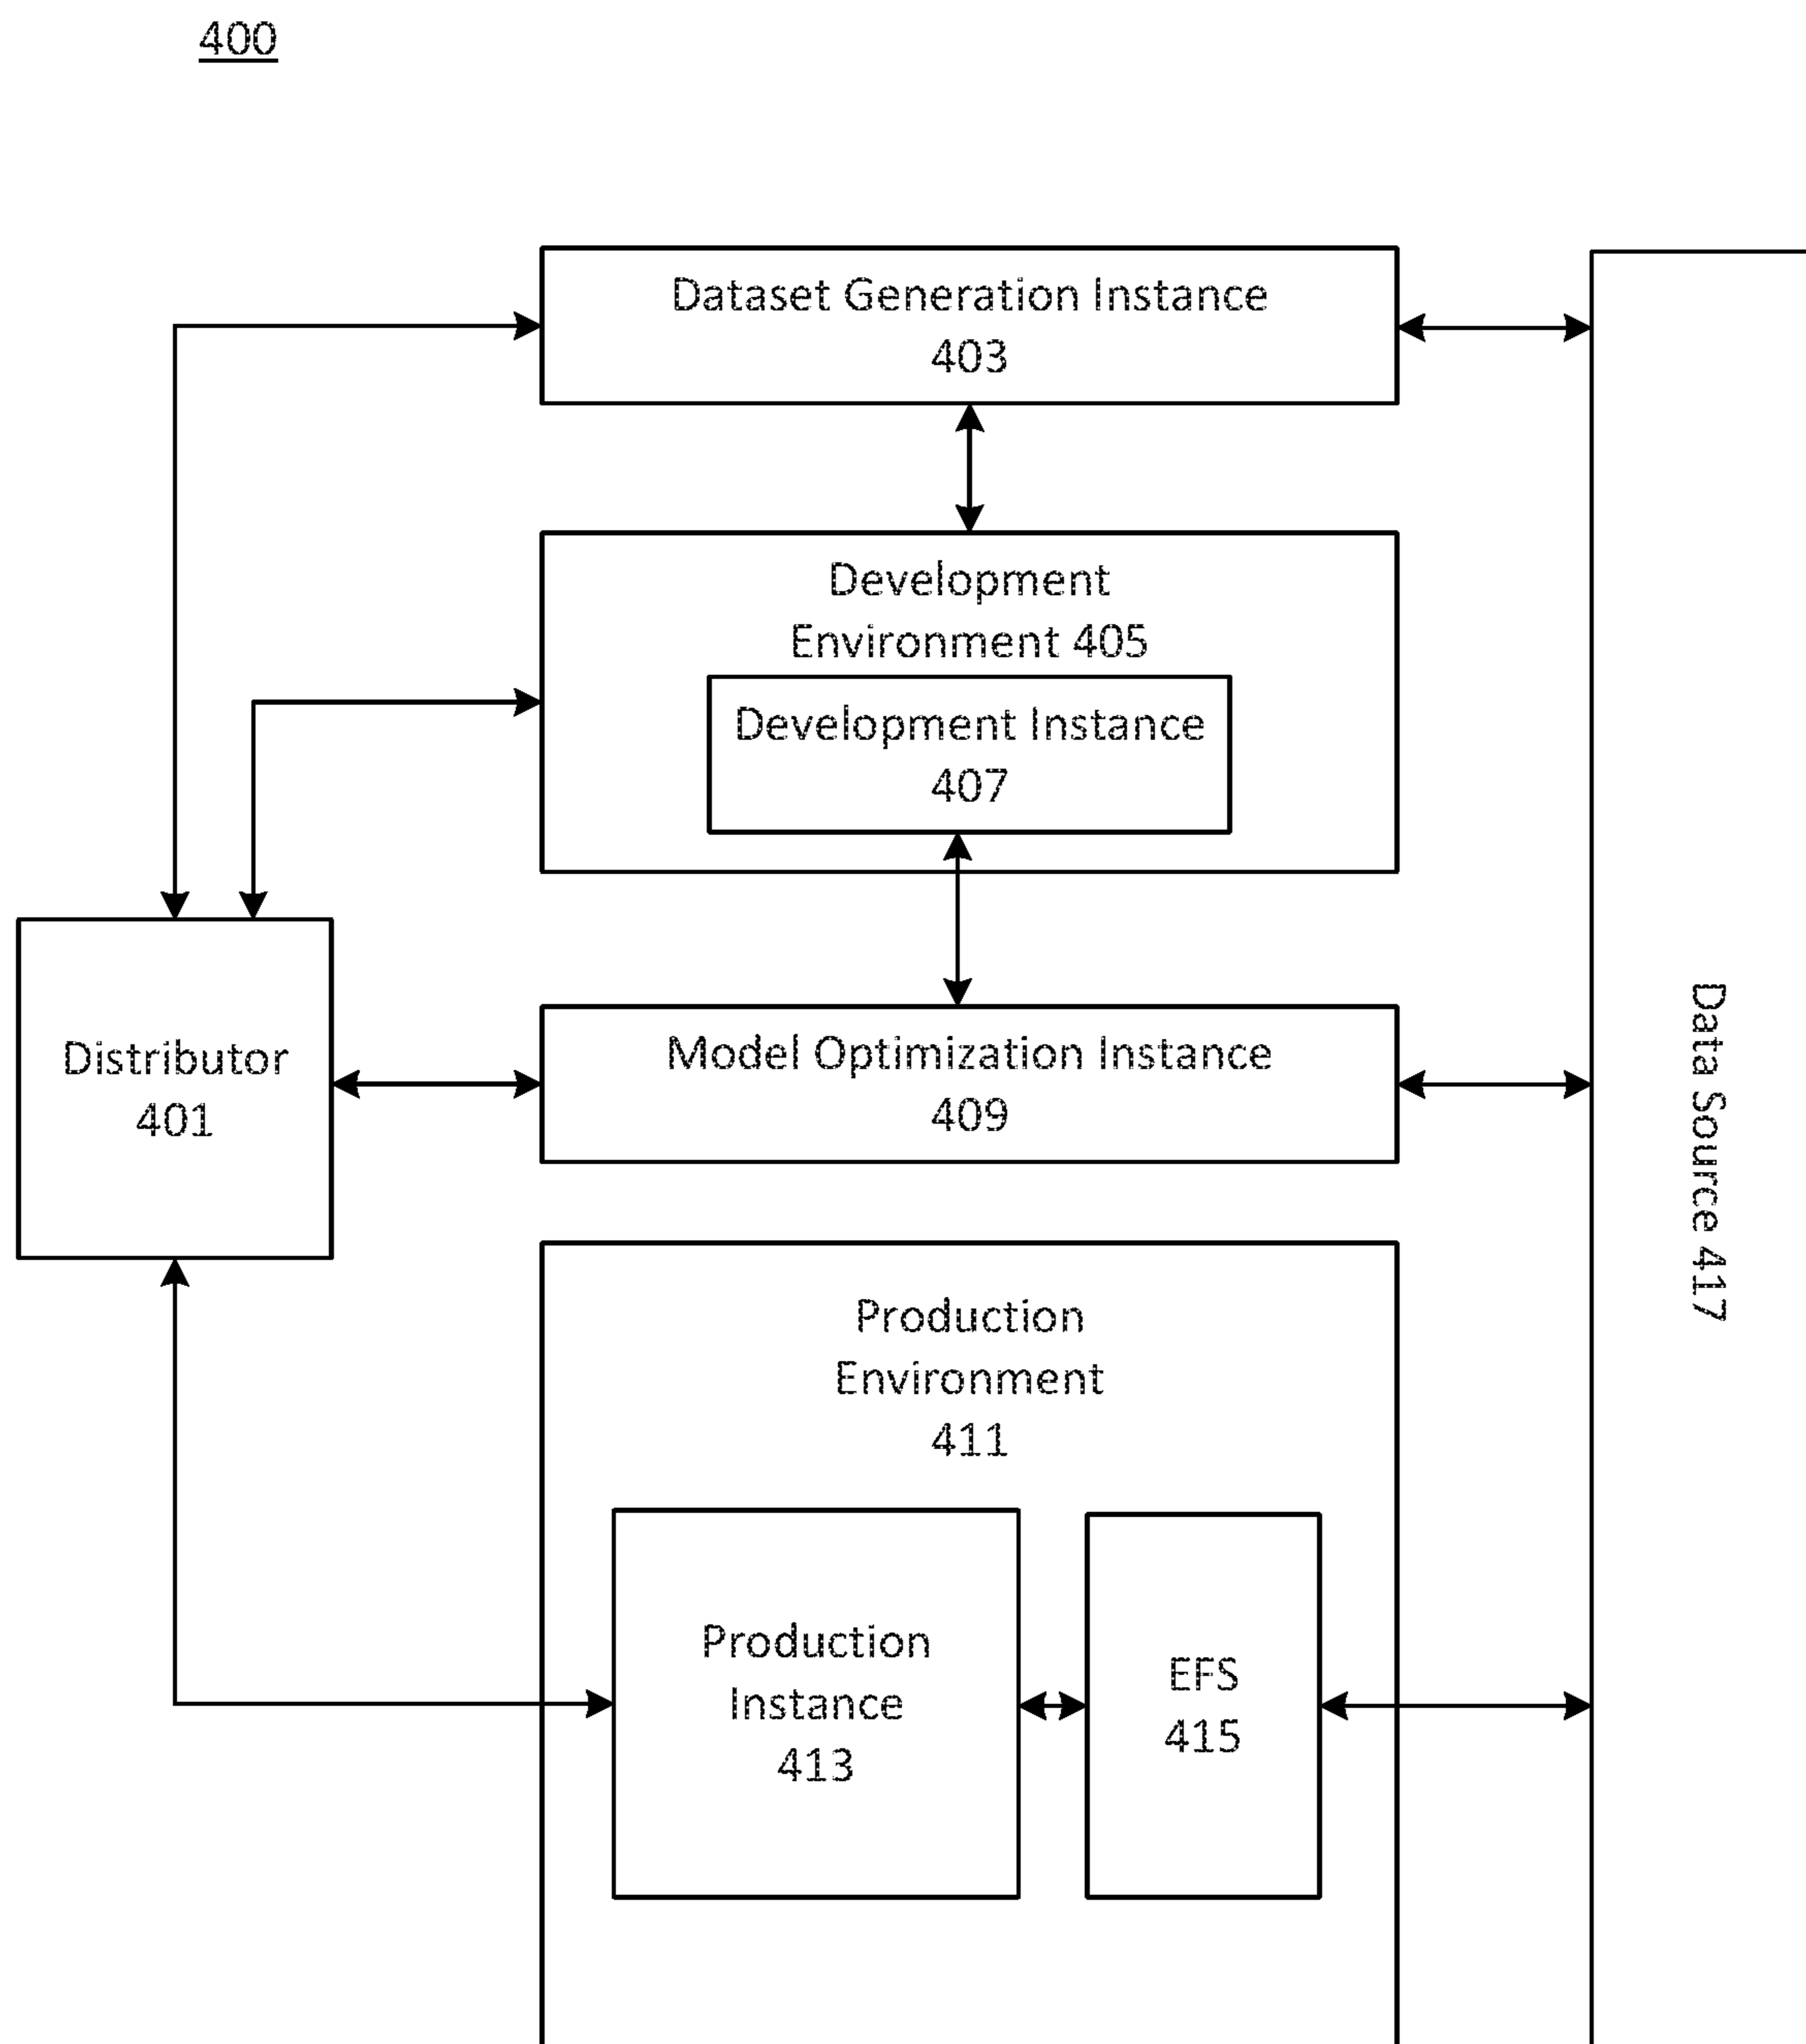 400
Dataset Generation Instance
403
Development
Environment 405
Development Instance
407
Distributor
401
Model Optimization Instance
409
Data Source 417
Production
Environment
411
Production
Instance
413
EFS
415